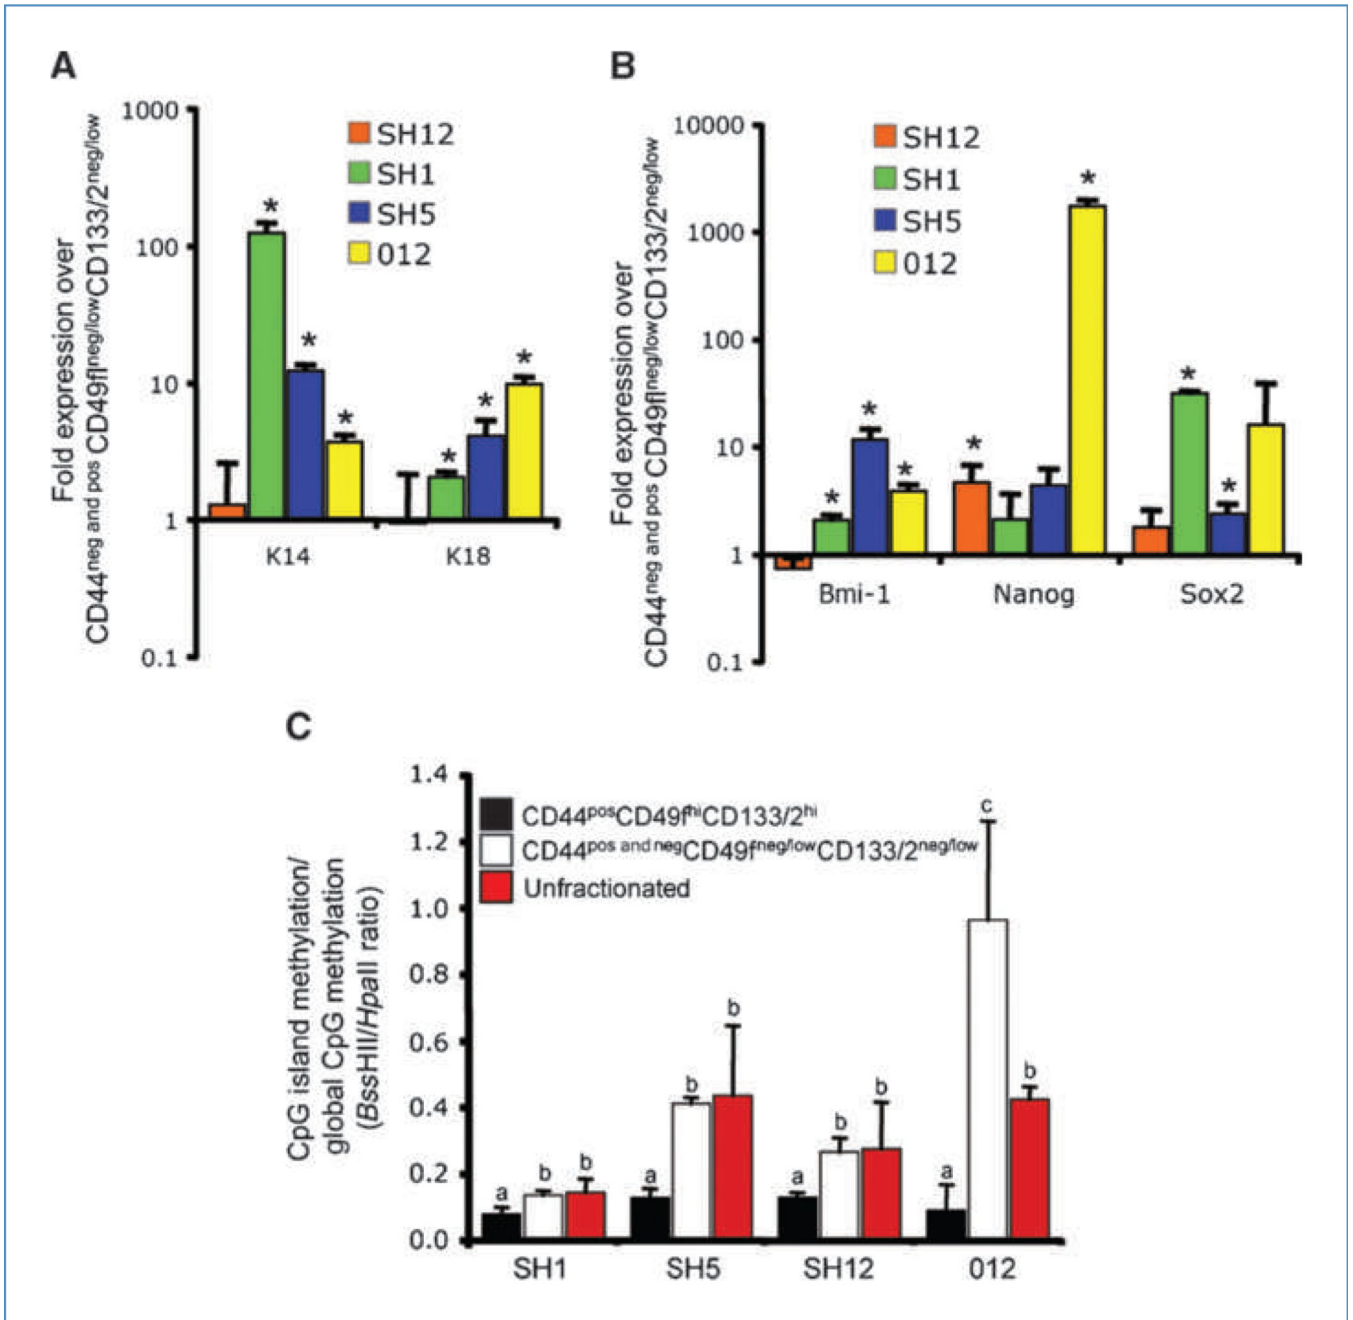 A
Fold expression over
CD44neg and pos CD49fneg/lowCD133/2neg/low
1000
100
10
1
0.1
SH12
SH1
SH5
012
*
*
*
*
*
*
K14
K18
B
Fold expression over
CD44neg and pos CD49fneg/lowCD133/2neg/low
10000
1000
100
10
1
0.1
SH12
SH1
SH5
012
*
*
*
*
*
*
*
Bmi-1
Nanog
Sox2
C
CpG island methylation/
global CpG methylation
(BssHII/HpaII ratio)
1.4
1.2
1.0
0.8
0.6
0.4
0.2
0.0
CD44posCD49fhiCD133/2hi
CD44pos and negCD49fneg/lowCD133/2neg/low
Unfractionated
a
b
b
a
b
b
a
b
b
a
c
b
SH1
SH5
SH12
012